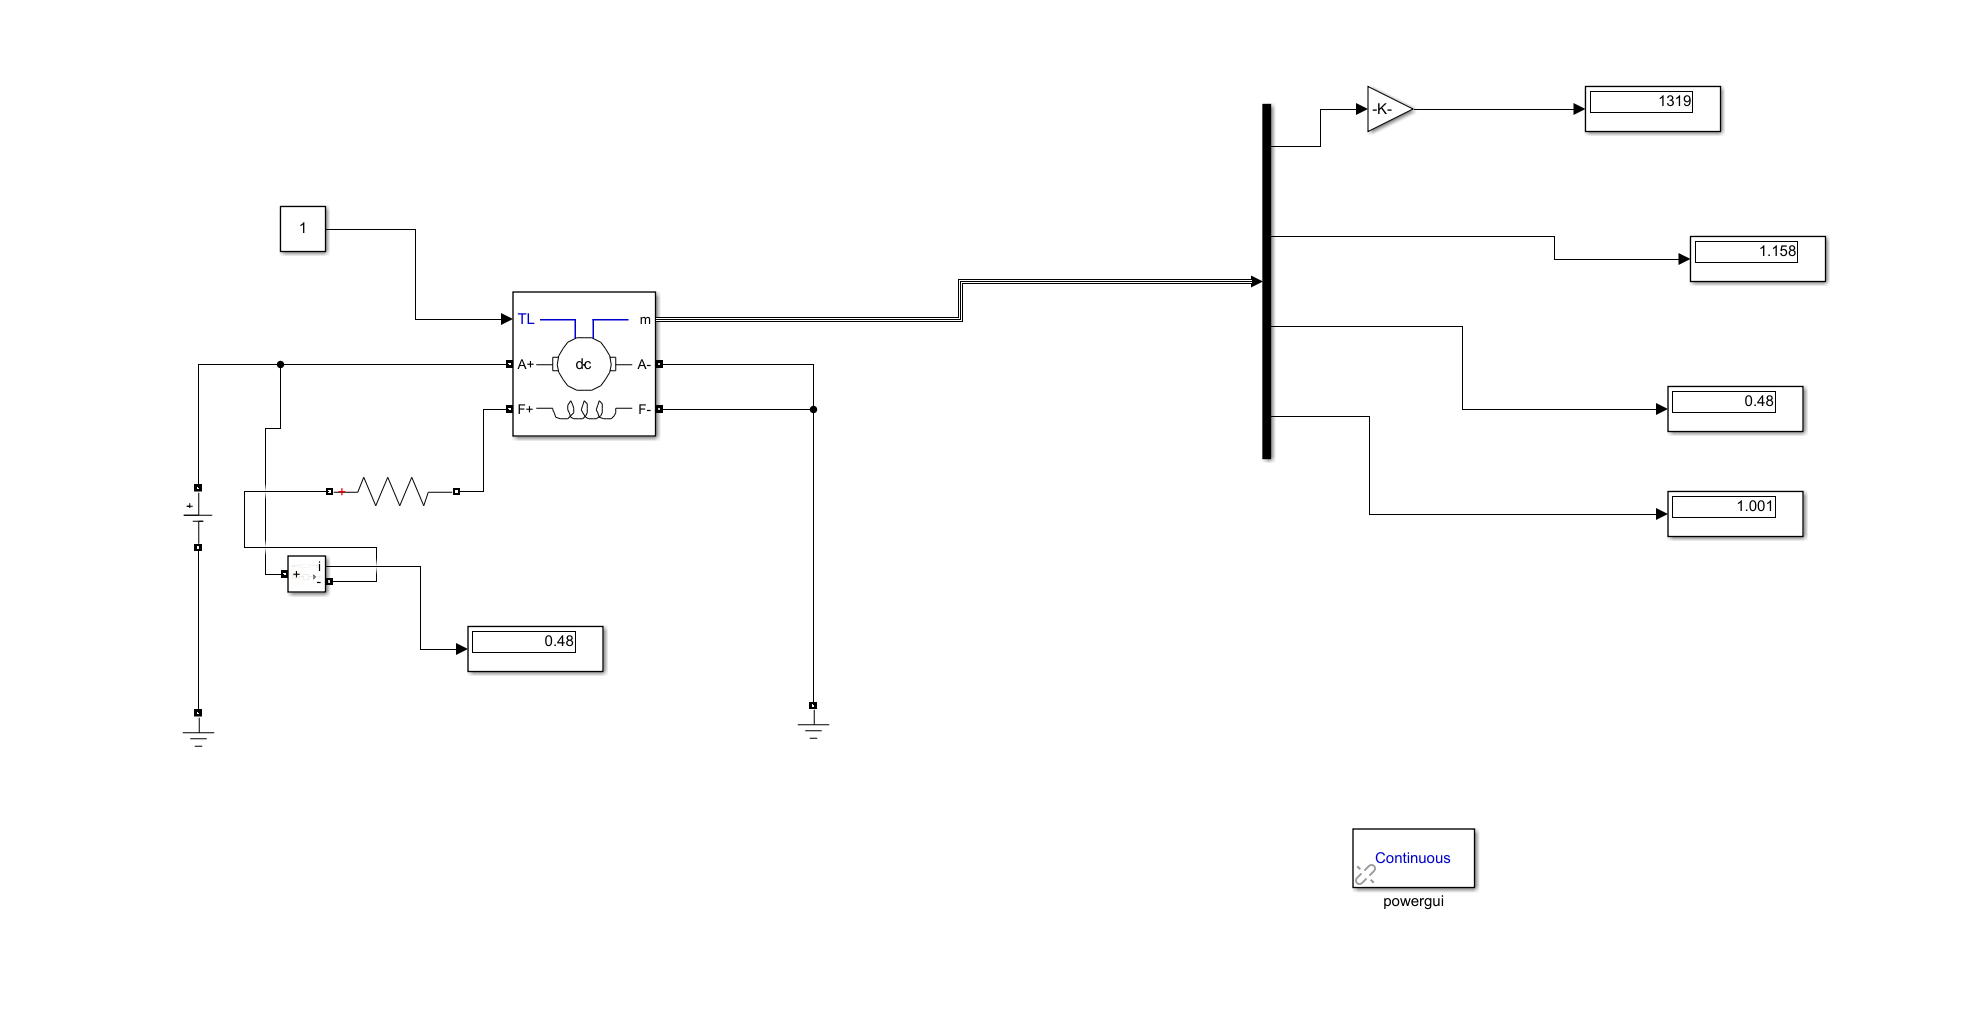 -K-
1319
1
1.158
TL
m
A+
dc
A-
F+
F-
0.48
+
+
1.001
i
+
-
0.48
Continuous
powergui